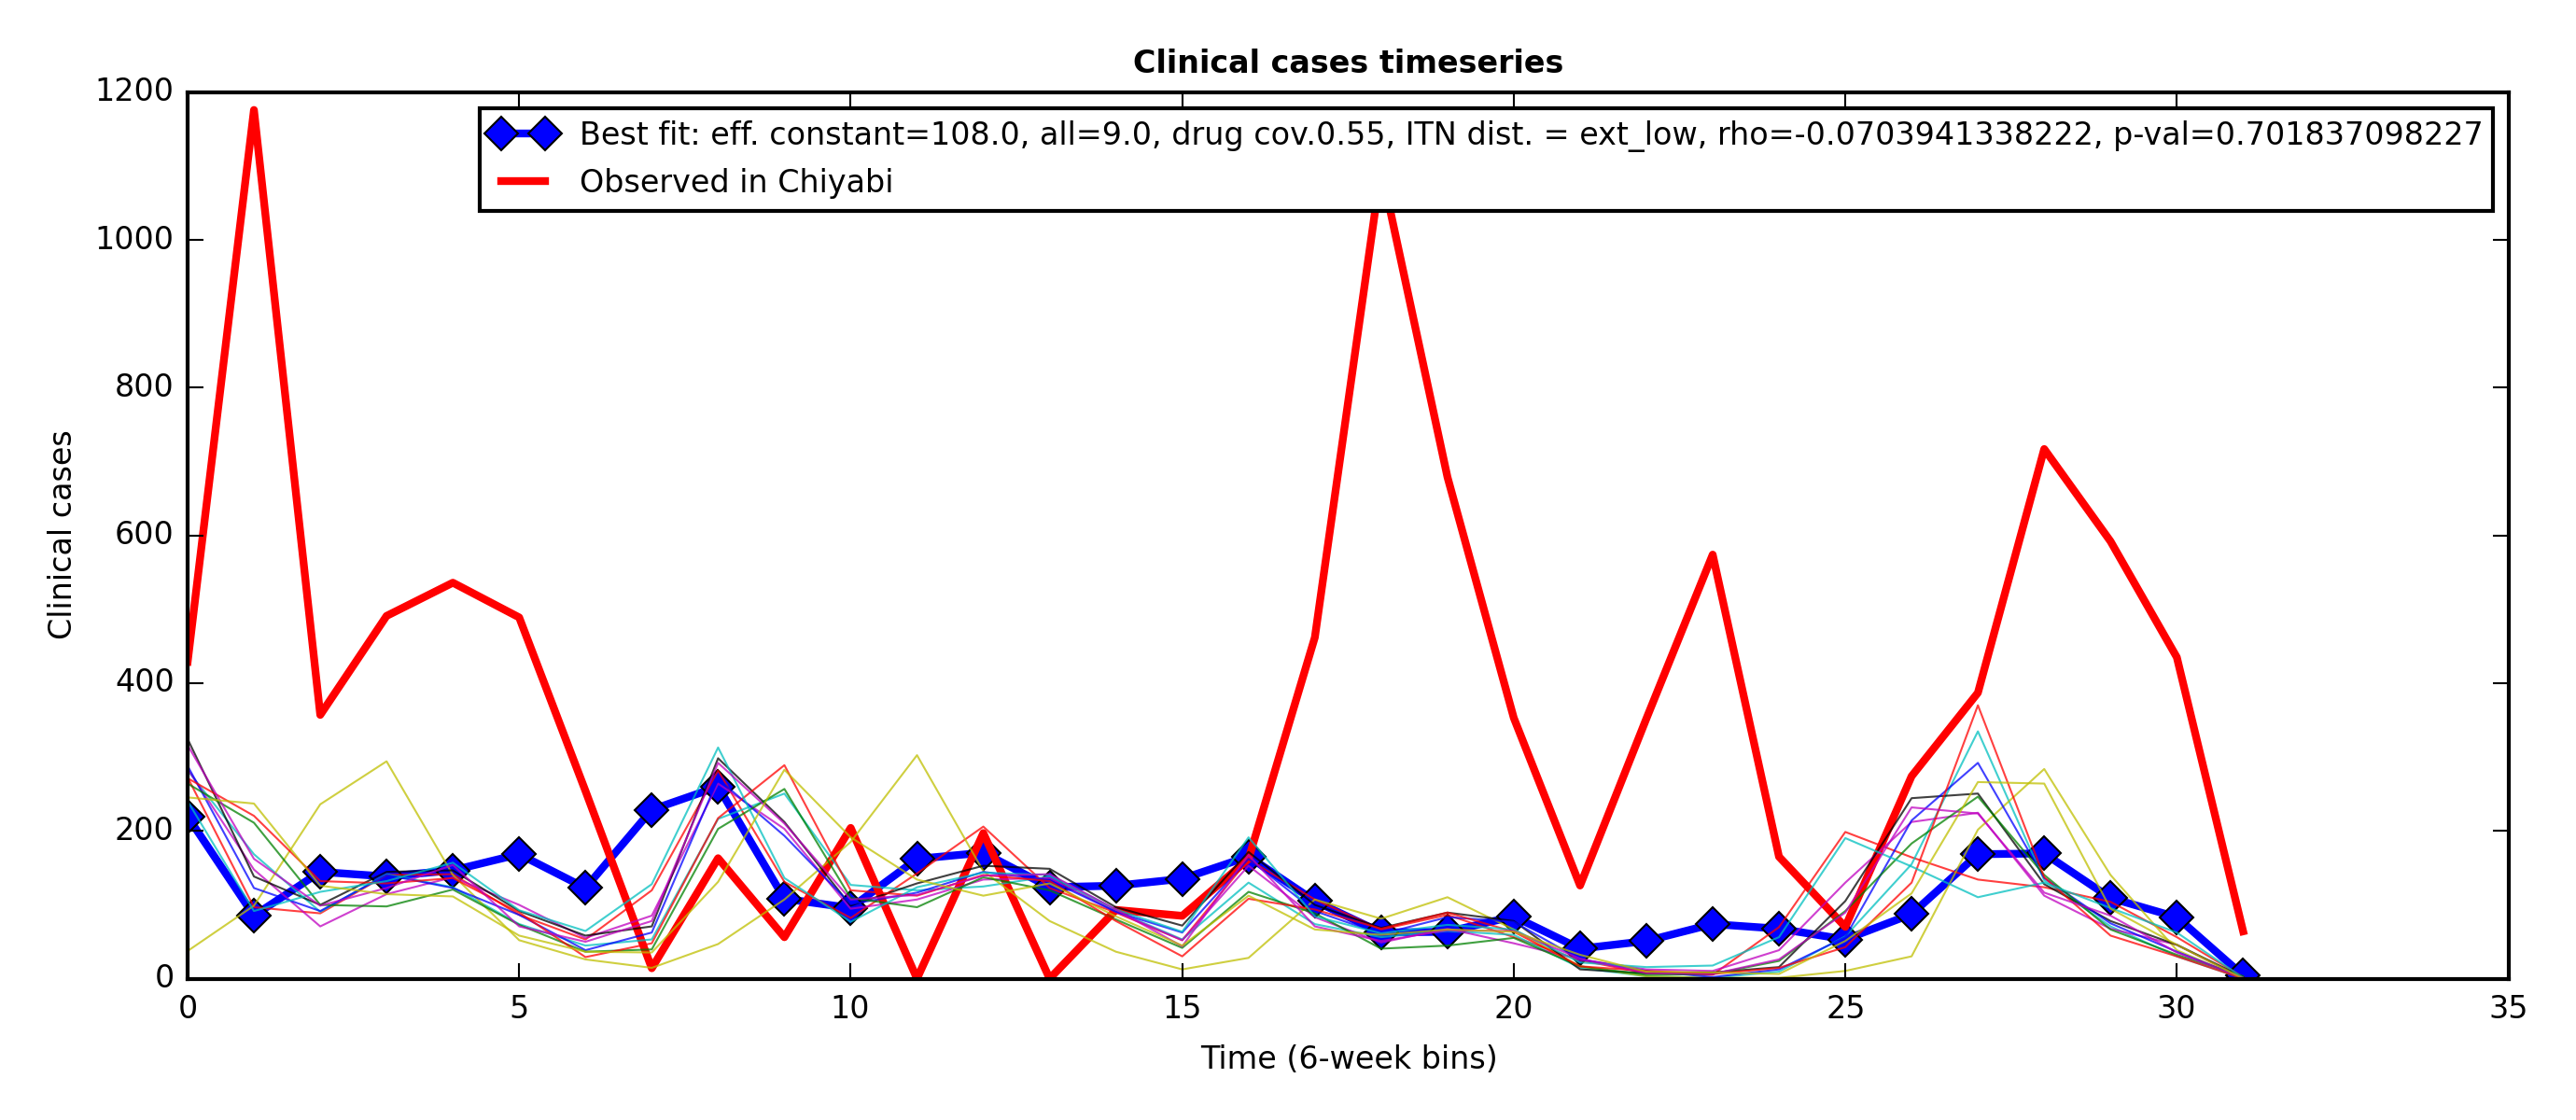 Clinical cases timeseries
Best fit: eff. constant=108.0, all=9.0, drug cov.0.55, ITN dist. = ext_low, rho=-0.0703941338222, p-val=0.701837098227
Observed in Chiyabi
1200
1000
800
600
400
200
0
Clinical cases
0 5 10 15 20 25 30 35
Time (6-week bins)